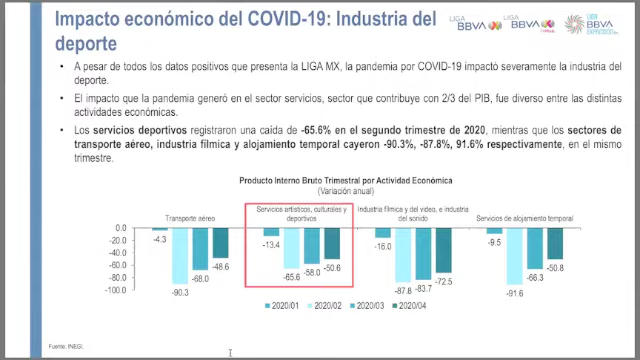 Impacto económico del COVID-19: Industria del
deporte
LIGA
BBVA
LIGA
BBVA
LIGA
BBVA
EXPANSIÓN
• A pesar de todos los datos positivos que presenta la LIGA MX, la pandemia por COVID-19 impactó severamente la industria del
deporte.
• El impacto que la pandemia generó en el sector servicios, sector que contribuye con 2/3 del PIB, fue diverso entre las distintas
actividades económicas.
• Los servicios deportivos registraron una caída de -65.6% en el segundo trimestre de 2020, mientras que los sectores de
transporte aéreo, industria fílmica y alojamiento temporal cayeron -90.3%, -87.8%, 91.6% respectivamente, en el mismo
trimestre.
Producto Interno Bruto Trimestral por Actividad Económica
(Variación anual)
Transporte aéreo
Servicios artísticos, culturales y
deportivos
Industria fílmica y del video, e industria
del sonido
Servicios de alojamiento temporal
0.0
-20.0
-40.0
-60.0
-80.0
-100.0
-4.3
-90.3
-68.0
-48.6
-13.4
-65.6
-58.0
-50.6
-16.0
-87.8
-83.7
-72.5
-9.5
-91.6
-66.3
-50.8
2020/01 2020/02 2020/03 2020/04
Fuente: INEGI.